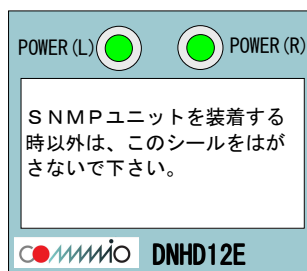 POWER (L) POWER (R)
SNMPユニットを装着する
時以外は、このシールをはが
さないで下さい。
commnio DNHD12E